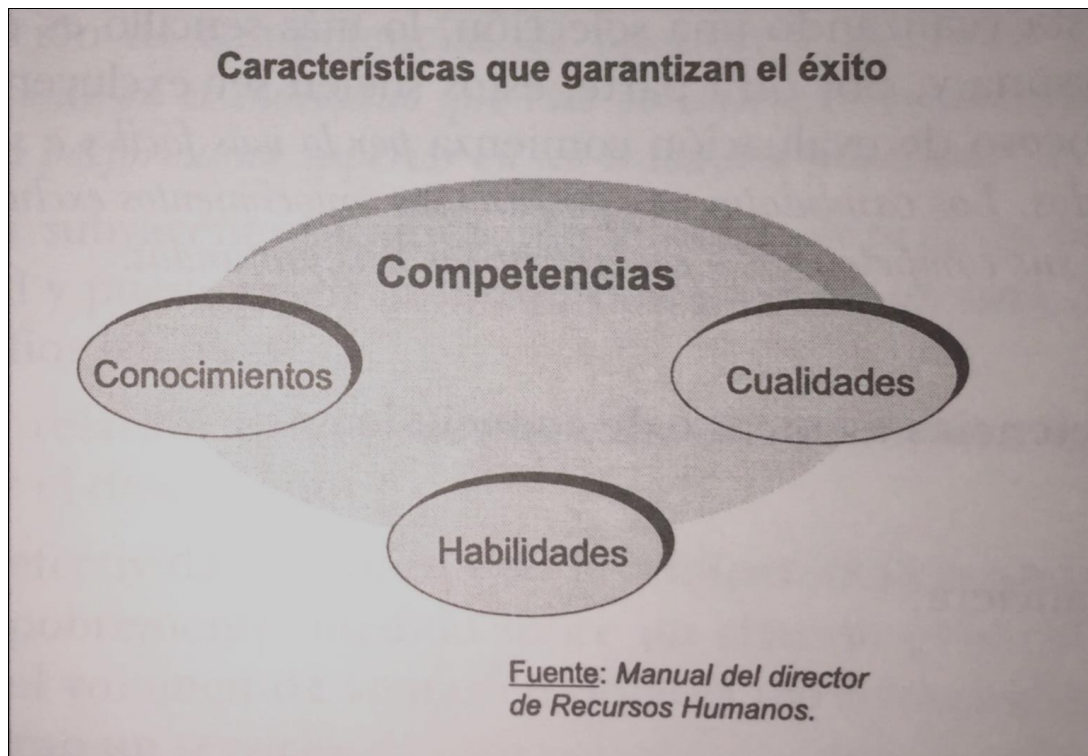 Características que garantizan el éxito
Competencias
Conocimientos
Cualidades
Habilidades
Fuente: Manual del director
de Recursos Humanos.